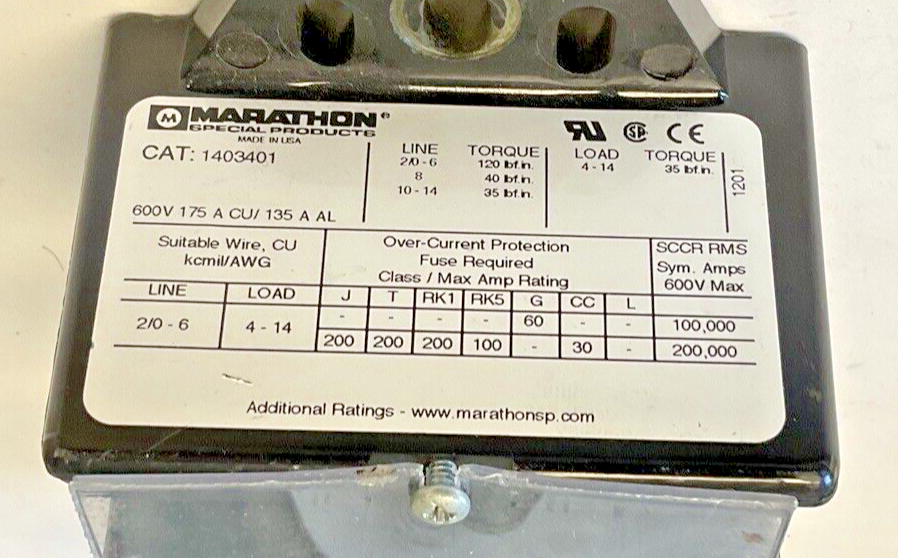 MARATHON®
SPECIAL PRODUCTS
MADE IN USA
CAT: 1403401
600V 175 A CU/ 135 A AL
LINE TORQUE
2/0 - 6 120 lbf.in.
8 40 lbf.in.
10 - 14 35 lbf.in.
LOAD TORQUE
4 - 14 35 lbf.in.
1201
Suitable Wire, CU
kcmil/AWG
Over-Current Protection
Fuse Required
Class / Max Amp Rating
SCCR RMS
Sym. Amps
600V Max
LINE LOAD J T RK1 RK5 G CC L
2/0 - 6 4 - 14
- - - - 60 - - 100,000
200 200 200 100 - 30 - 200,000
Additional Ratings - www.marathonsp.com